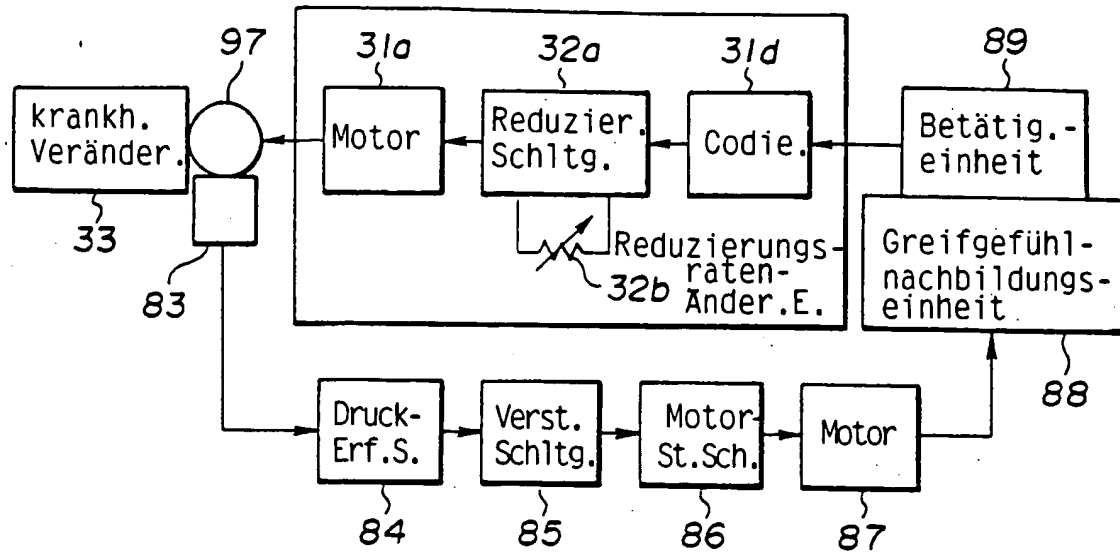 97
31a
32a
31d
89
krankh.
Veränder.
Motor
Reduzier.
Schltg.
Codie.
Betätig.-
einheit
33
83
32b
Reduzierungs-
raten-
Änder.E.
Greifgefühl-
nachbildungs-
einheit
88
Druck-
Erf.S.
Verst.
Schltg.
Motor-
St.Sch.
Motor
84
85
86
87